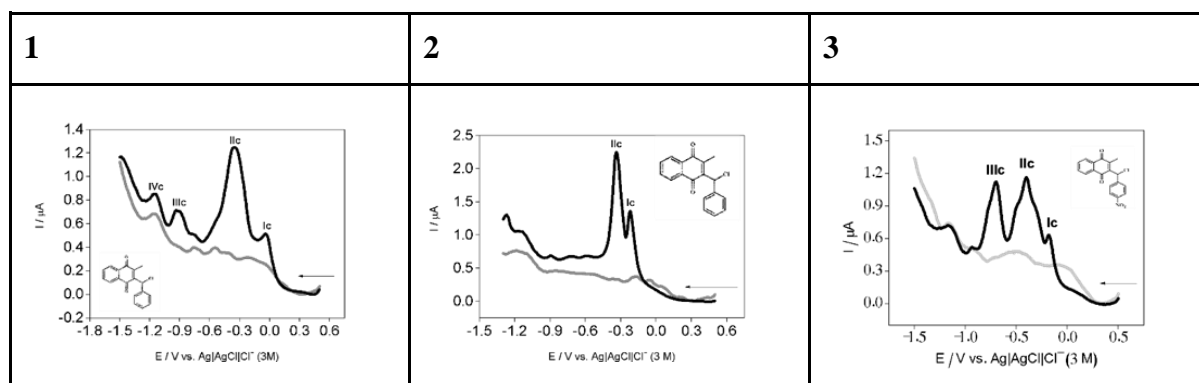 1
2
3
1.4
1.2
1.0
0.8
0.6
0.4
0.2
0.0
-0.2
IVc
IIIc
IIc
Ic
-1.8 -1.5 -1.2 -0.9 -0.6 -0.3 0.0 0.3 0.6
I / μA
E / V vs. Ag|AgCl|Cl⁻ (3M)
2.5
2.0
1.5
1.0
0.5
0.0
IIc
Ic
O
Cl
O
-1.5 -1.2 -0.9 -0.6 -0.3 0.0 0.3 0.6
I / μA
E / V vs. Ag|AgCl|Cl⁻ (3 M)
1.5
1.2
0.9
0.6
0.3
0.0
IIIc
IIc
Ic
-1.5 -1.0 -0.5 0.0 0.5
I / μA
E / V vs. Ag|AgCl|Cl⁻ (3 M)